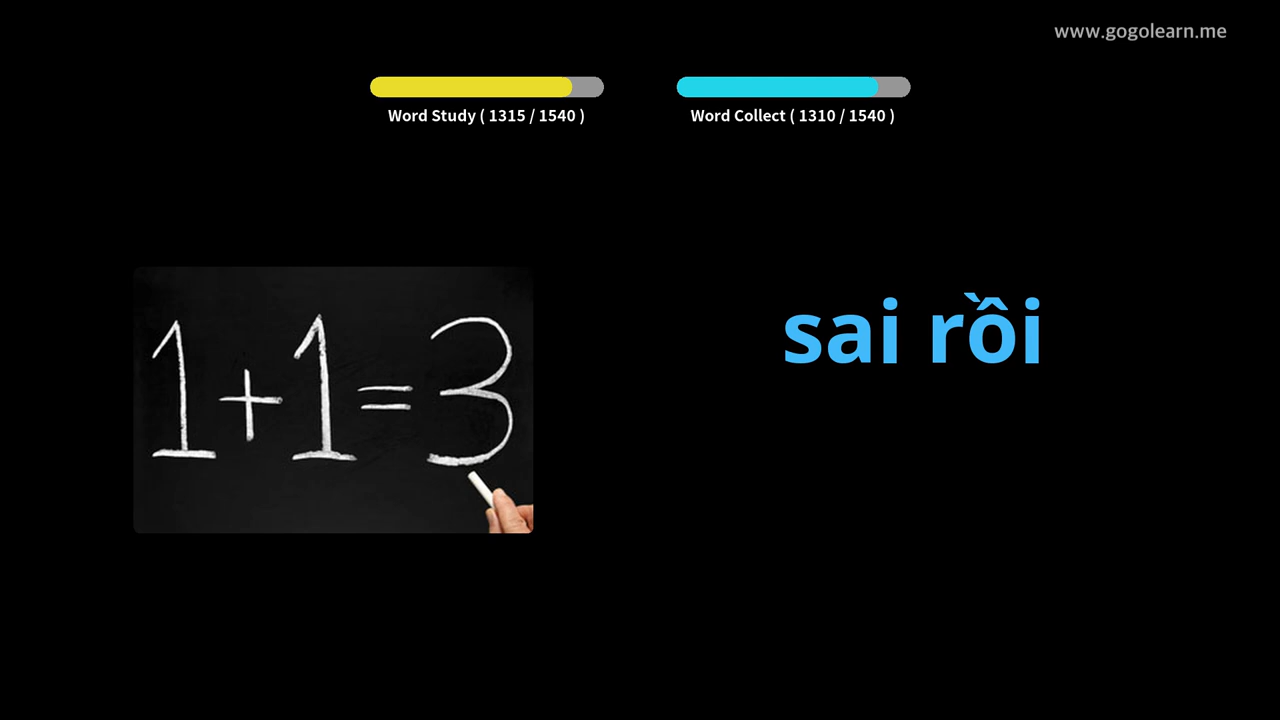 www.gogolearn.me
Word Study ( 1315 / 1540 )
Word Collect ( 1310 / 1540 )
1+1=3
sai rồi